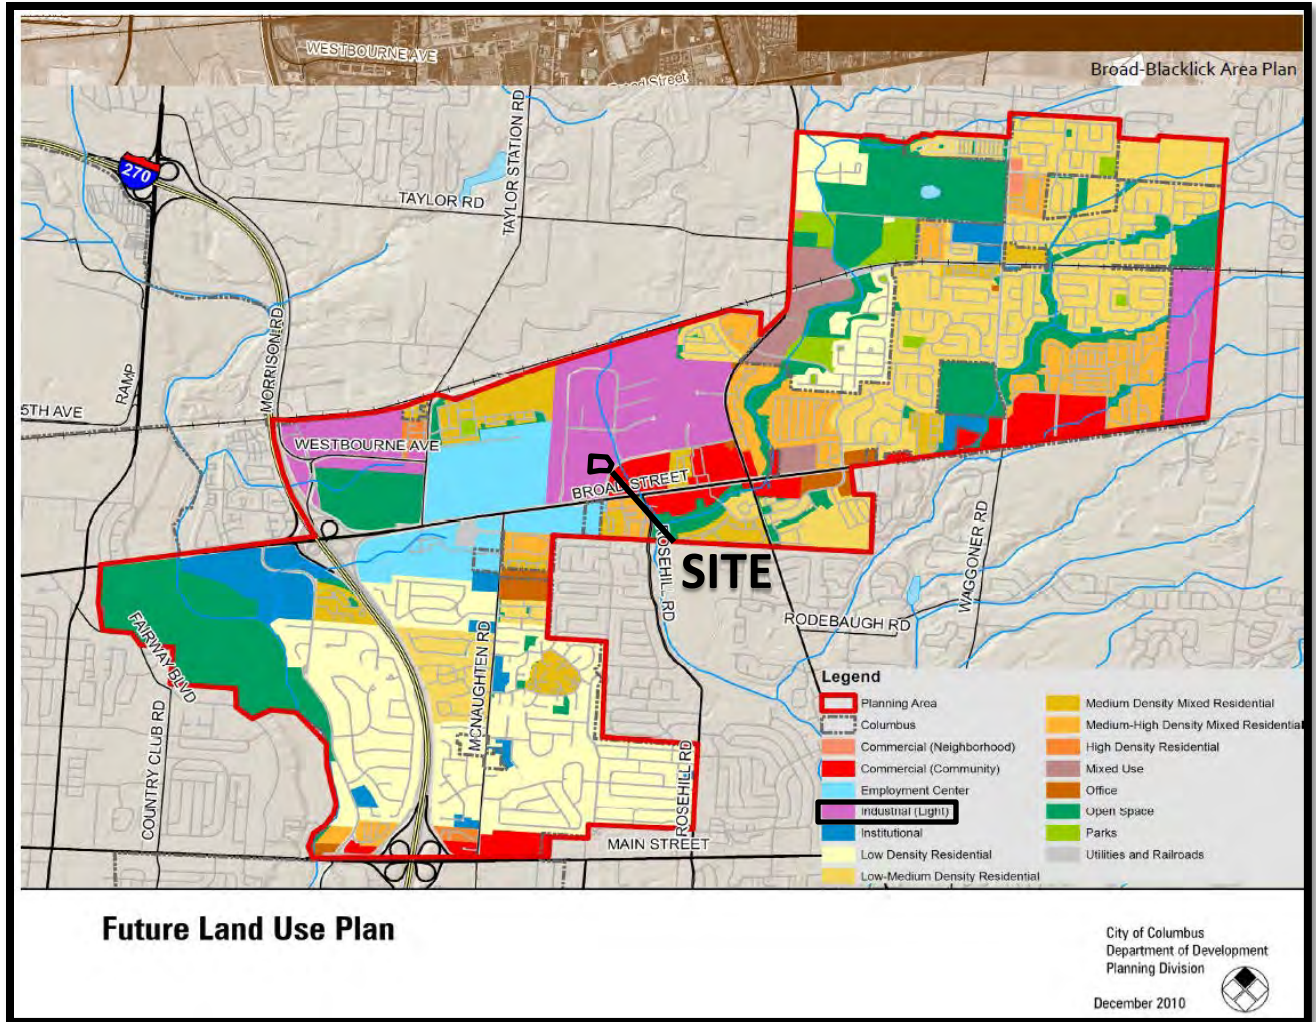 WESTBOURNE AVE
Broad Street
Broad-Blacklick Area Plan
270
TAYLOR STATION RD
TAYLOR RD
MORRISON RD
RAMP
5TH AVE
WESTBOURNE AVE
BROAD STREET
SITE
ROSEHILL RD
WAGGONER RD
RODEBAUGH RD
FAIRWAY BLVD
MCNAUGHTEN RD
COUNTRY CLUB RD
ROSEHILL RD
MAIN STREET
Legend
Planning Area
Columbus
Commercial (Neighborhood)
Commercial (Community)
Employment Center
Industrial (Light)
Institutional
Low Density Residential
Low-Medium Density Residential
Medium Density Mixed Residential
Medium-High Density Mixed Residential
High Density Residential
Mixed Use
Office
Open Space
Parks
Utilities and Railroads
Future Land Use Plan
City of Columbus
Department of Development
Planning Division
December 2010